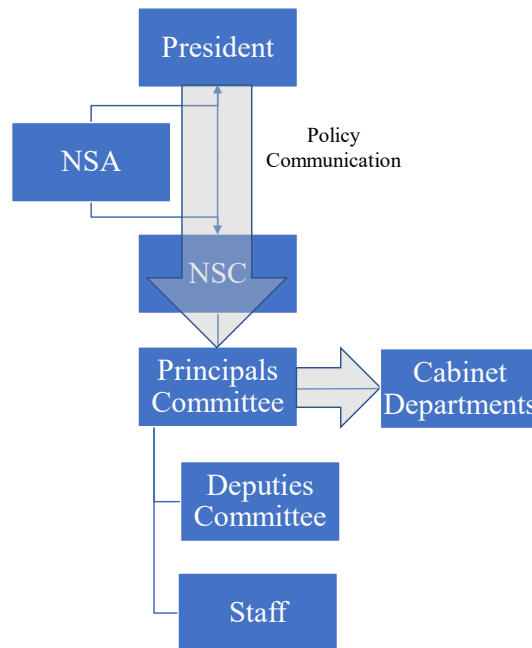 President
Policy
Communication
NSA
NSC
Principals
Committee
Cabinet
Departments
Deputies
Committee
Staff